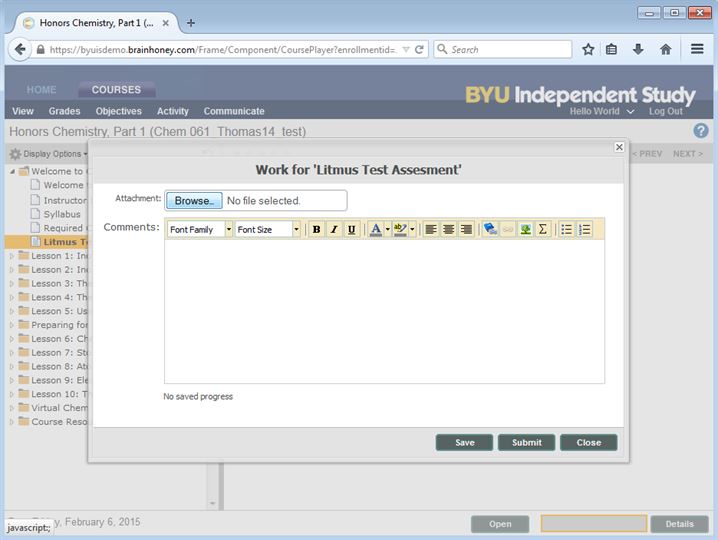 Honors Chemistry, Part 1 (...
https://byuisdemo.brainhoney.com/Frame/Component/CoursePlayer?enrollmentid=...
Search
HOME
COURSES
BYU Independent Study
View
Grades
Objectives
Activity
Communicate
Hello World
Log Out
Honors Chemistry, Part 1 (Chem 061_Thomas14_test)
Display Options
< PREV
NEXT >
Welcome to C
Welcome
Instructor
Syllabus
Required
Litmus Te
Lesson 1: In
Lesson 2: In
Lesson 3: Th
Lesson 4: Th
Lesson 5: Us
Preparing for
Lesson 6: Ch
Lesson 7: St
Lesson 8: At
Lesson 9: Ele
Lesson 10: T
Virtual Chem
Course Reso
Work for 'Litmus Test Assesment'
Attachment:
Browse..
No file selected.
Comments:
Font Family
Font Size
B
I
U
A
ab
Σ
No saved progress
Save
Submit
Close
javascript:;
y, February 6, 2015
Open
Details